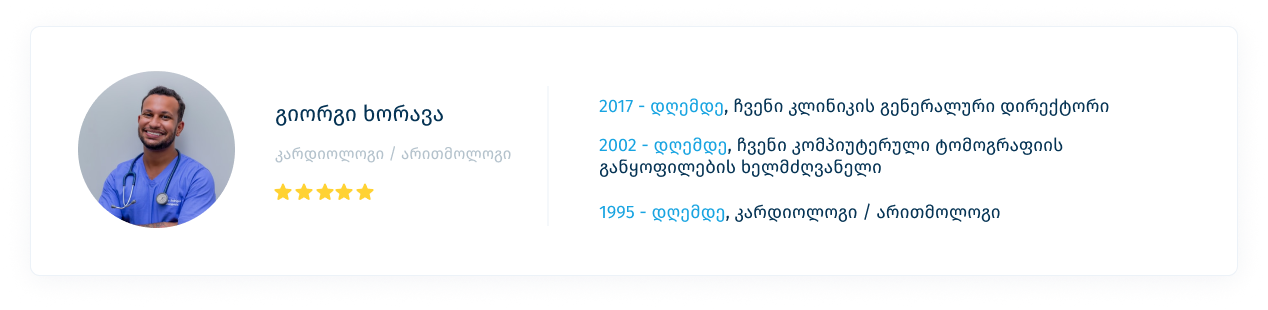 გიორგი ხორავა
კარდიოლოგი / არითმოლოგი
2017 - დღემდე, ჩვენი კლინიკის გენერალური დირექტორი
2002 - დღემდე, ჩვენი კომპიუტერული ტომოგრაფიის
განყოფილების ხელმძღვანელი
1995 - დღემდე, კარდიოლოგი / არითმოლოგი